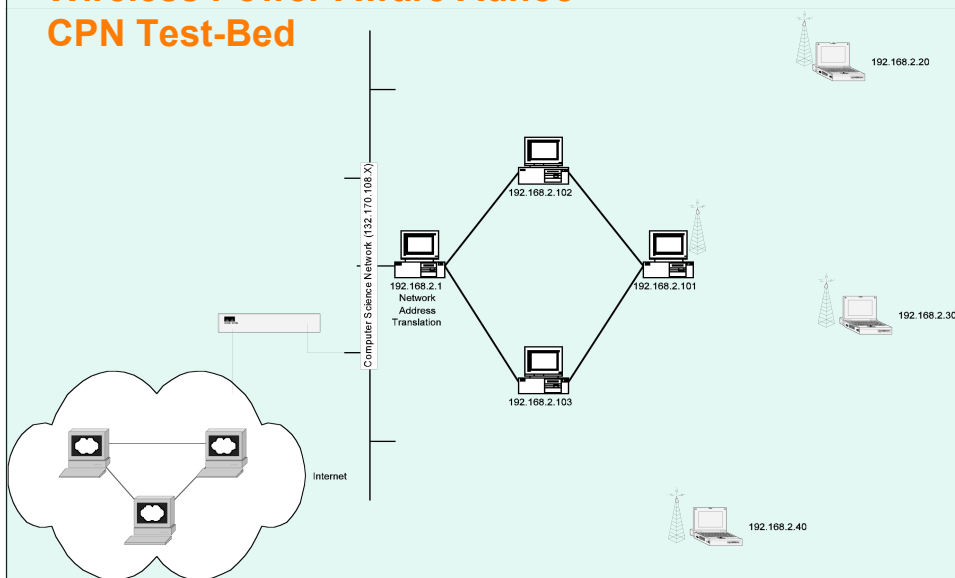 CPN Test-Bed
192.168.2.20
Computer Science Network (132.170.108.X)
192.168.2.102
192.168.2.1
Network
Address
Translation
192.168.2.101
192.168.2.30
192.168.2.103
Internet
192.168.2.40